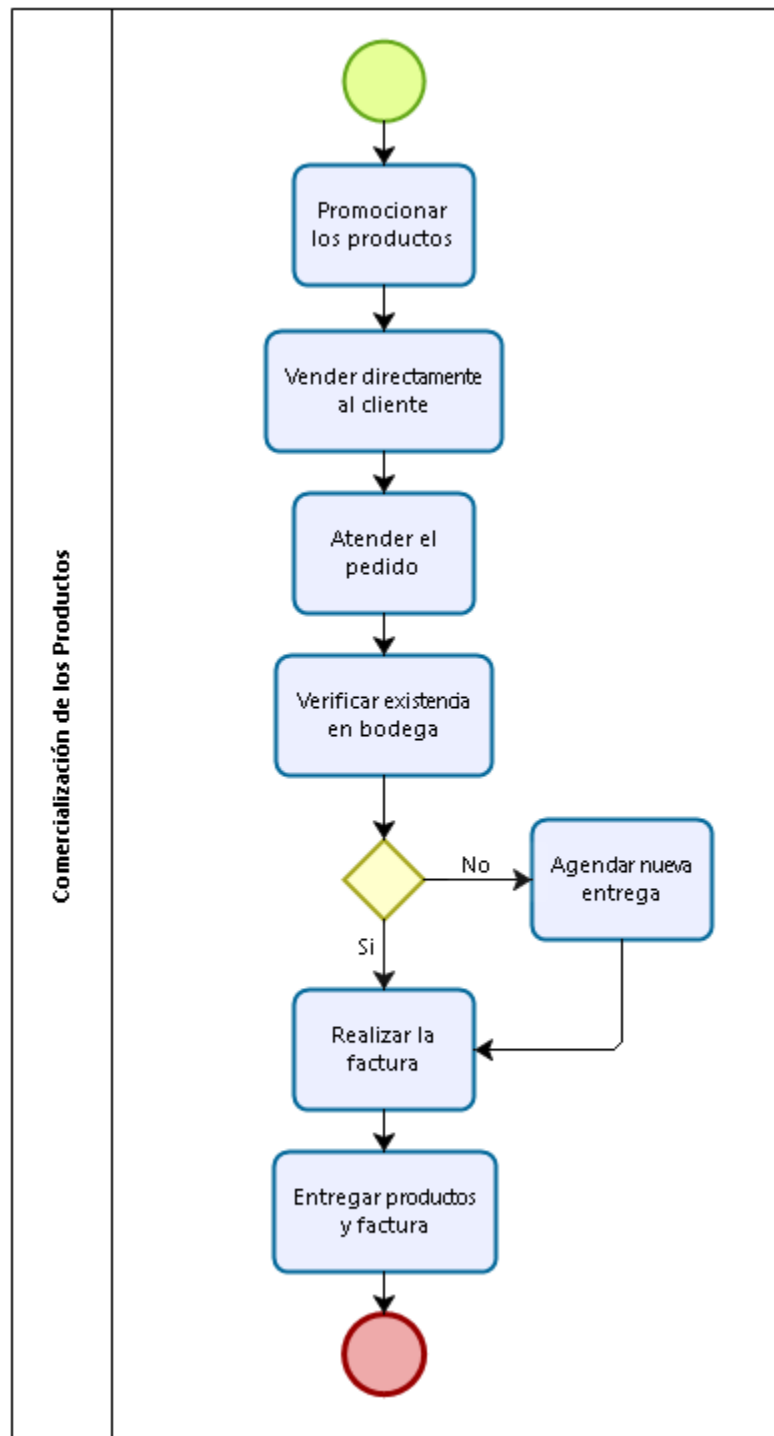 Comercialización de los Productos
Promocionar
los productos
Vender directamente
al cliente
Atender el
pedido
Verificar existencia
en bodega
No
Agendar nueva
entrega
Si
Realizar la
factura
Entregar productos
y factura